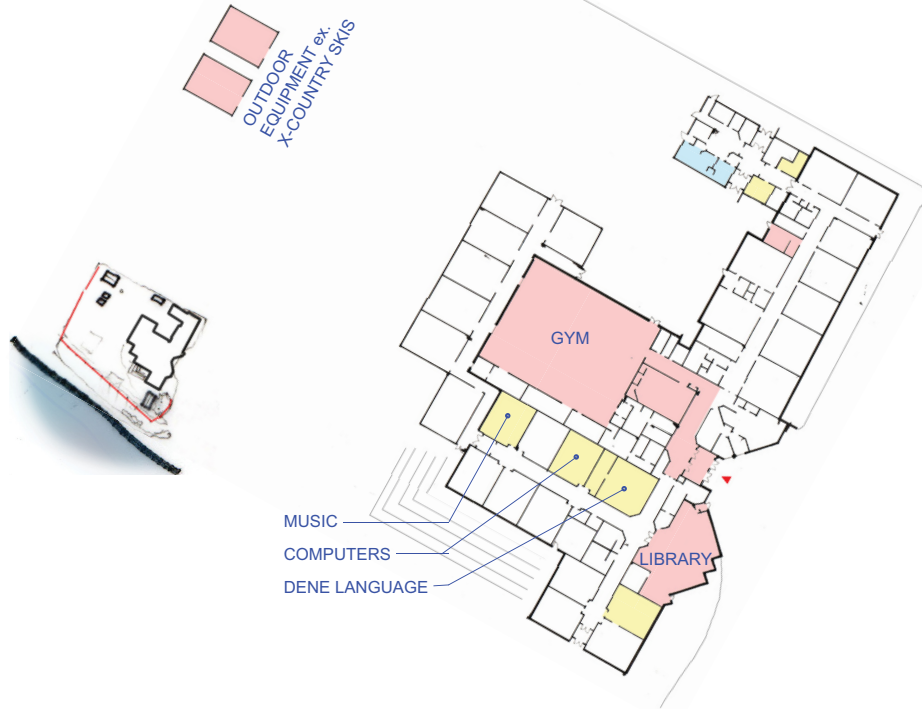 OUTDOOR
EQUIPMENT ex.
X-COUNTRY SKIS
GYM
MUSIC
COMPUTERS
DENE LANGUAGE
LIBRARY